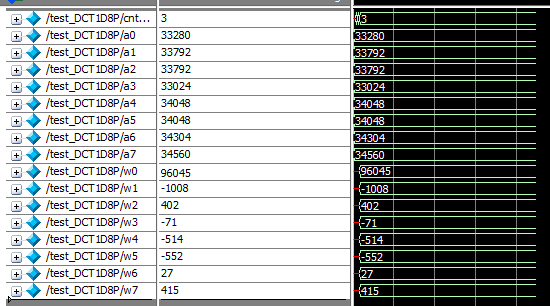 /test_DCT1D8P/cnt... 3 3
/test_DCT1D8P/a0 33280 33280
/test_DCT1D8P/a1 33792 33792
/test_DCT1D8P/a2 33792 33792
/test_DCT1D8P/a3 33024 33024
/test_DCT1D8P/a4 34048 34048
/test_DCT1D8P/a5 34048 34048
/test_DCT1D8P/a6 34304 34304
/test_DCT1D8P/a7 34560 34560
/test_DCT1D8P/w0 96045 96045
/test_DCT1D8P/w1 -1008 -1008
/test_DCT1D8P/w2 402 402
/test_DCT1D8P/w3 -71 -71
/test_DCT1D8P/w4 -514 -514
/test_DCT1D8P/w5 -552 -552
/test_DCT1D8P/w6 27 27
/test_DCT1D8P/w7 415 415